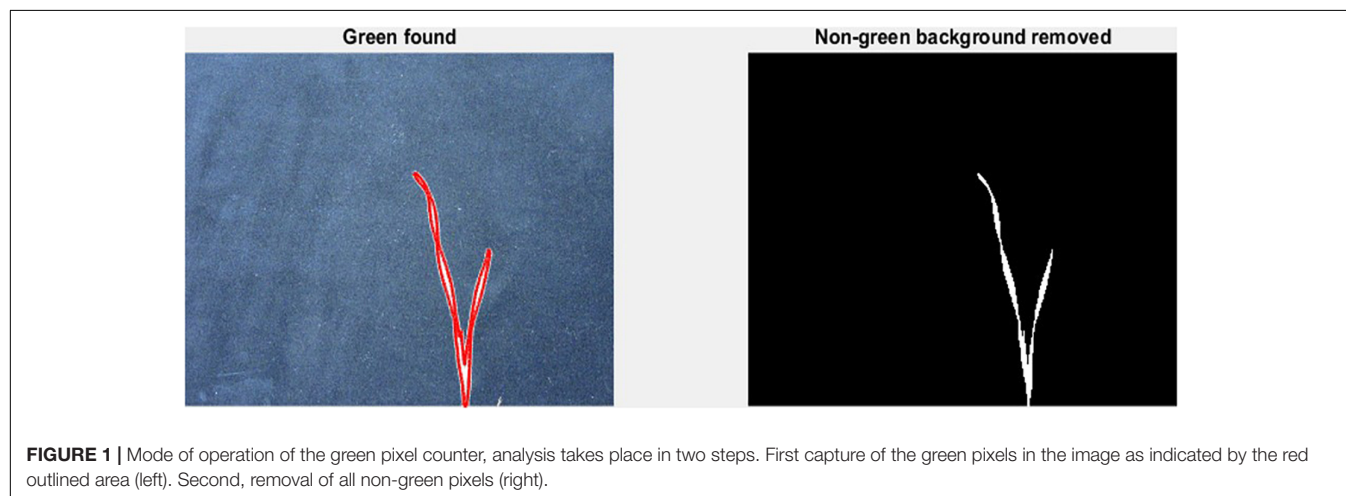 Green found
Non-green background removed
FIGURE 1 | Mode of operation of the green pixel counter, analysis takes place in two steps. First capture of the green pixels in the image as indicated by the red
outlined area (left). Second, removal of all non-green pixels (right).